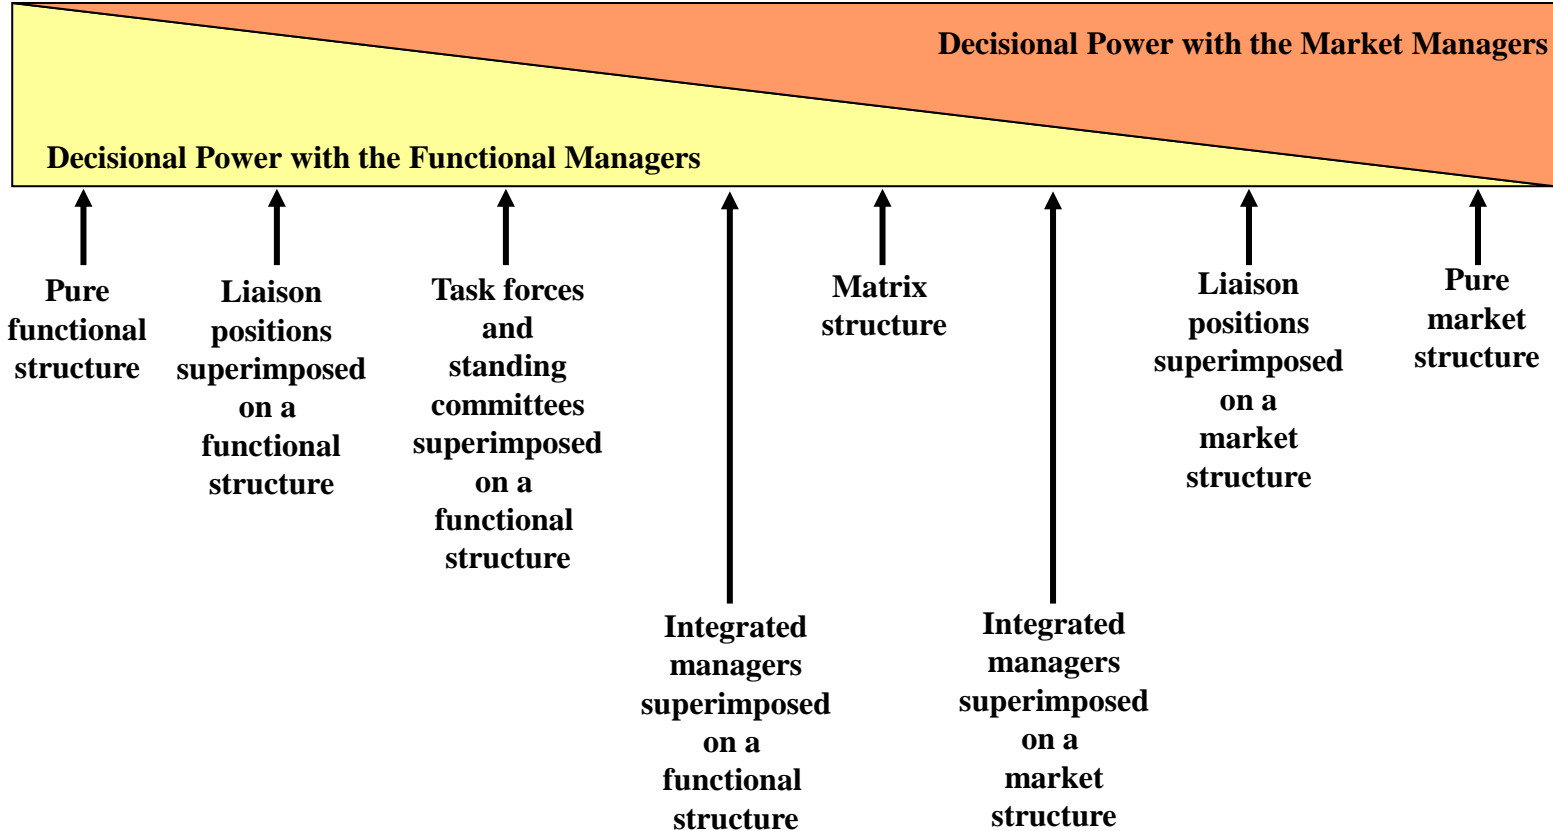 Decisional Power with the Market Managers
Decisional Power with the Functional Managers
Pure
functional
structure
Liaison
positions
superimposed
on a
functional
structure
Task forces
and
standing
committees
superimposed
on a
functional
structure
Integrated
managers
superimposed
on a
functional
structure
Matrix
structure
Integrated
managers
superimposed
on a
market
structure
Liaison
positions
superimposed
on a
market
structure
Pure
market
structure